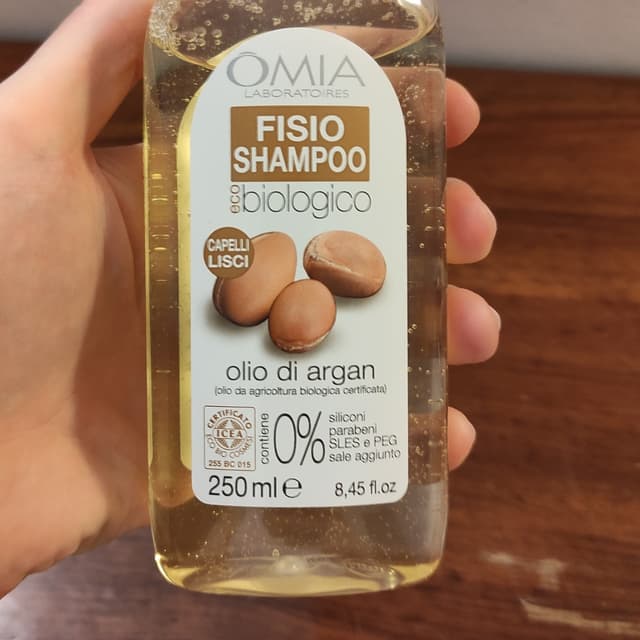 ŌMIA
LABORATOIRES
FISIO
SHAMPOO
eco biologico
CAPELLI
LISCI
olio di argan
(olio da agricoltura biologica certificata)
CERTIFICATO
ICEA
ECO BIO COSMESI
255 BC 015
contiene
0%
siliconi
parabeni
SLES e PEG
sale aggiunto
250 ml e
8,45 fl.oz